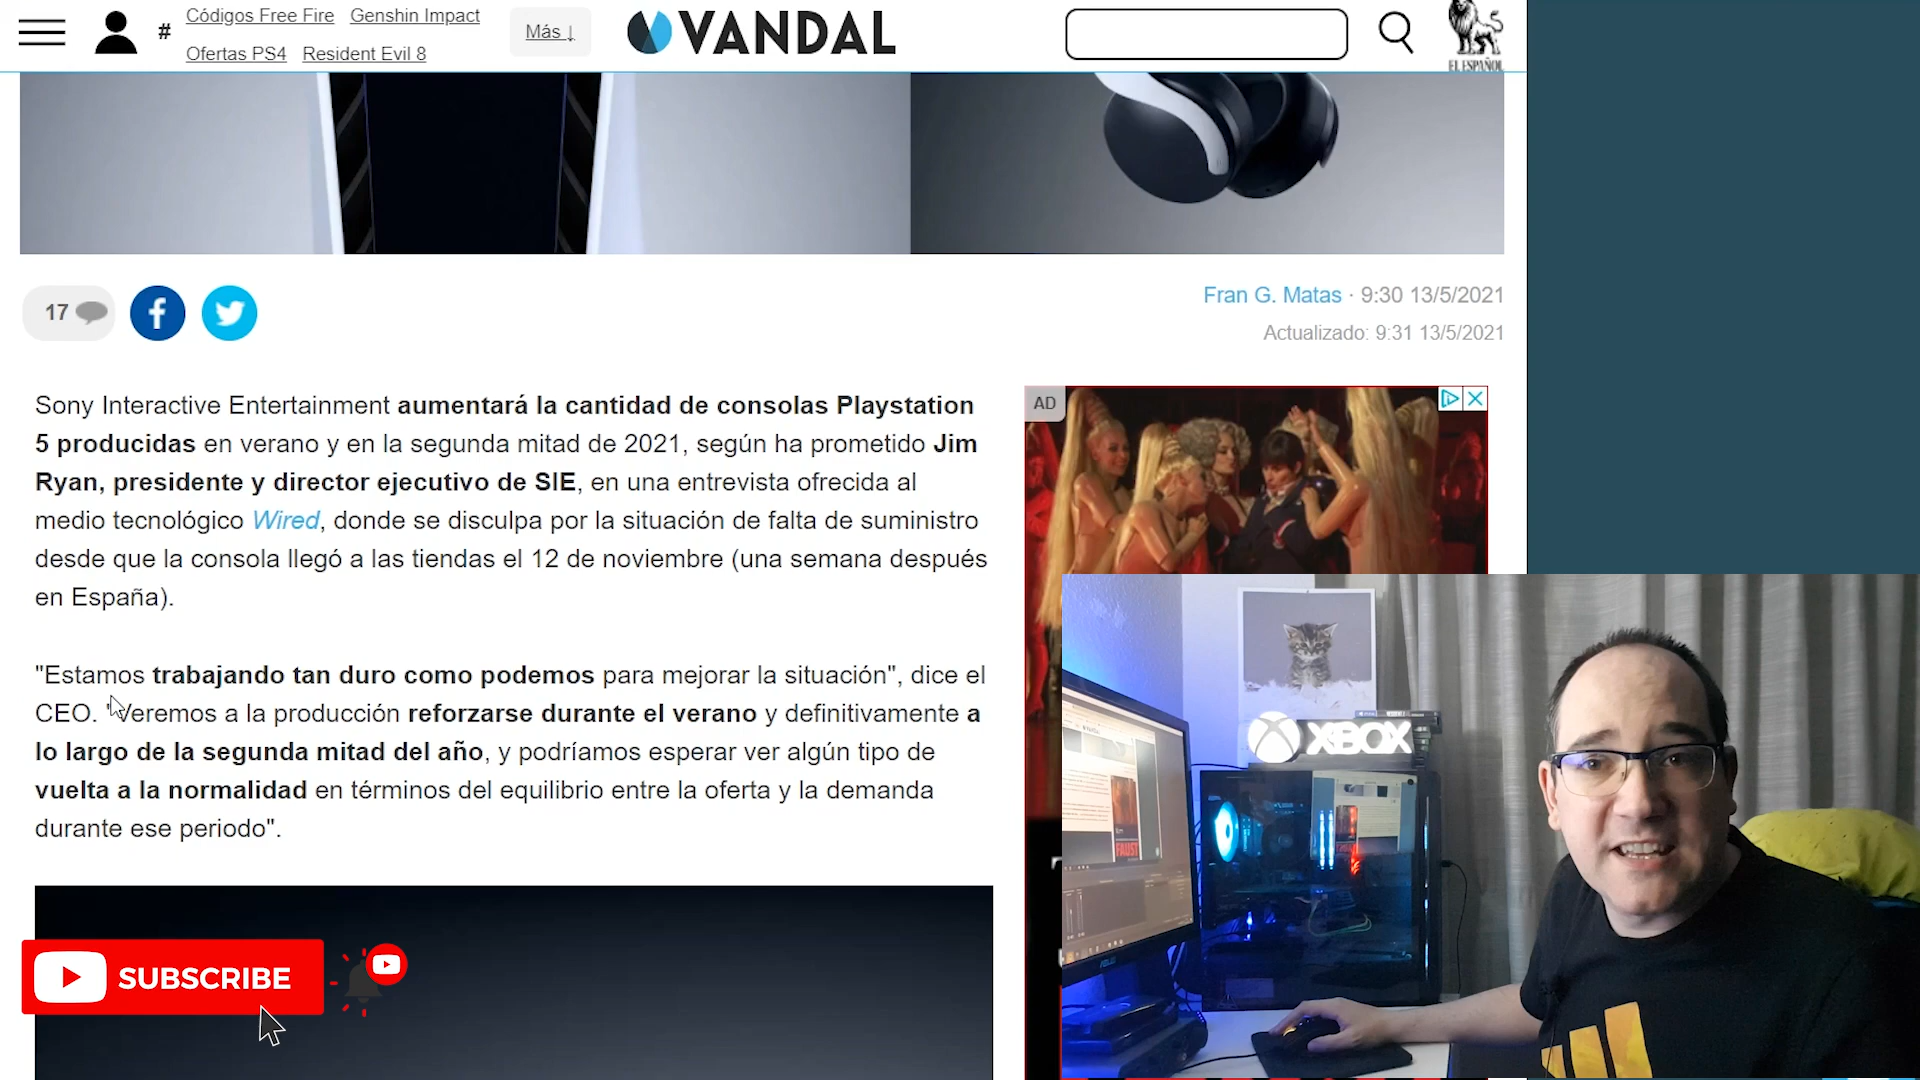 # Códigos Free Fire Genshin Impact
Ofertas PS4 Resident Evil 8
Más ↓
VANDAL
EL ESPAÑOL
17
Fran G. Matas · 9:30 13/5/2021
Actualizado: 9:31 13/5/2021
Sony Interactive Entertainment aumentará la cantidad de consolas Playstation
5 producidas en verano y en la segunda mitad de 2021, según ha prometido Jim
Ryan, presidente y director ejecutivo de SIE, en una entrevista ofrecida al
medio tecnológico Wired, donde se disculpa por la situación de falta de suministro
desde que la consola llegó a las tiendas el 12 de noviembre (una semana después
en España).
"Estamos trabajando tan duro como podemos para mejorar la situación", dice el
CEO. "Veremos a la producción reforzarse durante el verano y definitivamente a
lo largo de la segunda mitad del año, y podríamos esperar ver algún tipo de
vuelta a la normalidad en términos del equilibrio entre la oferta y la demanda
durante ese periodo".
AD
XBOX
FAUST
SUBSCRIBE